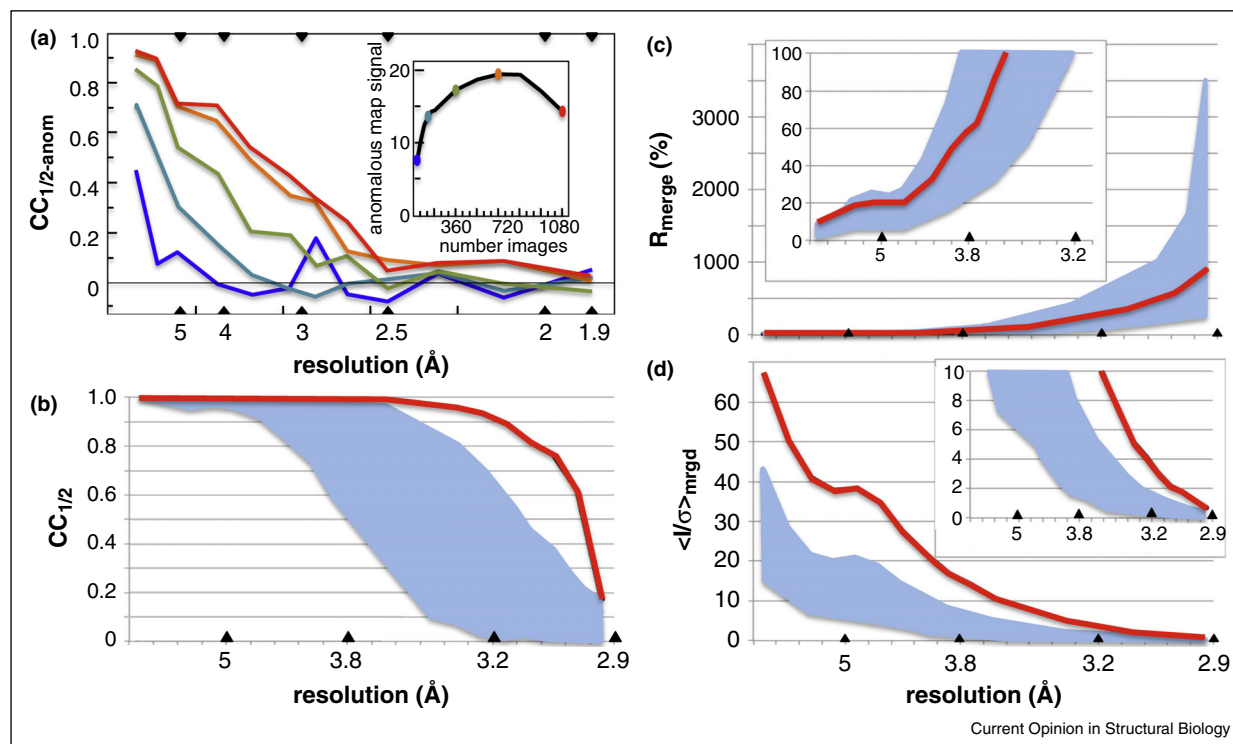 (a)
1.0
0.8
0.6
0.4
0.2
0
CC1/2-anom
20
10
0
anomalous map signal
360 720 1080
number images
5 4 3 2.5 2 1.9
resolution (Å)
(b)
1.0
0.8
0.6
0.4
0.2
0
CC1/2
5 3.8 3.2 2.9
resolution (Å)
(c)
100
80
60
40
20
0
5 3.8 3.2
3000
2000
1000
0
Rmerge (%)
(d)
60
50
40
30
20
10
0
<I/σ>mrgd
10
8
6
4
2
0
5 3.8 3.2 2.9
5 3.8 3.2 2.9
resolution (Å)
Current Opinion in Structural Biology